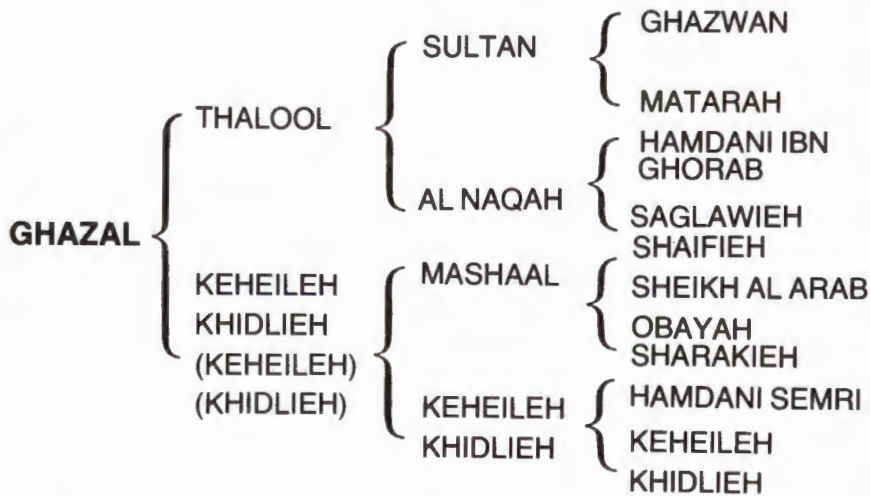 GHAZAL
THALOOL
KEHEILEH
KHIDLIEH
(KEHEILEH)
(KHIDLIEH)
SULTAN
AL NAQAH
MASHAAL
KEHEILEH
KHIDLIEH
GHAZWAN
MATARAH
HAMDANI IBN
GHORAB
SAGLAWIEH
SHAIFIEH
SHEIKH AL ARAB
OBAYAH
SHARAKIEH
HAMDANI SEMRI
KEHEILEH
KHIDLIEH